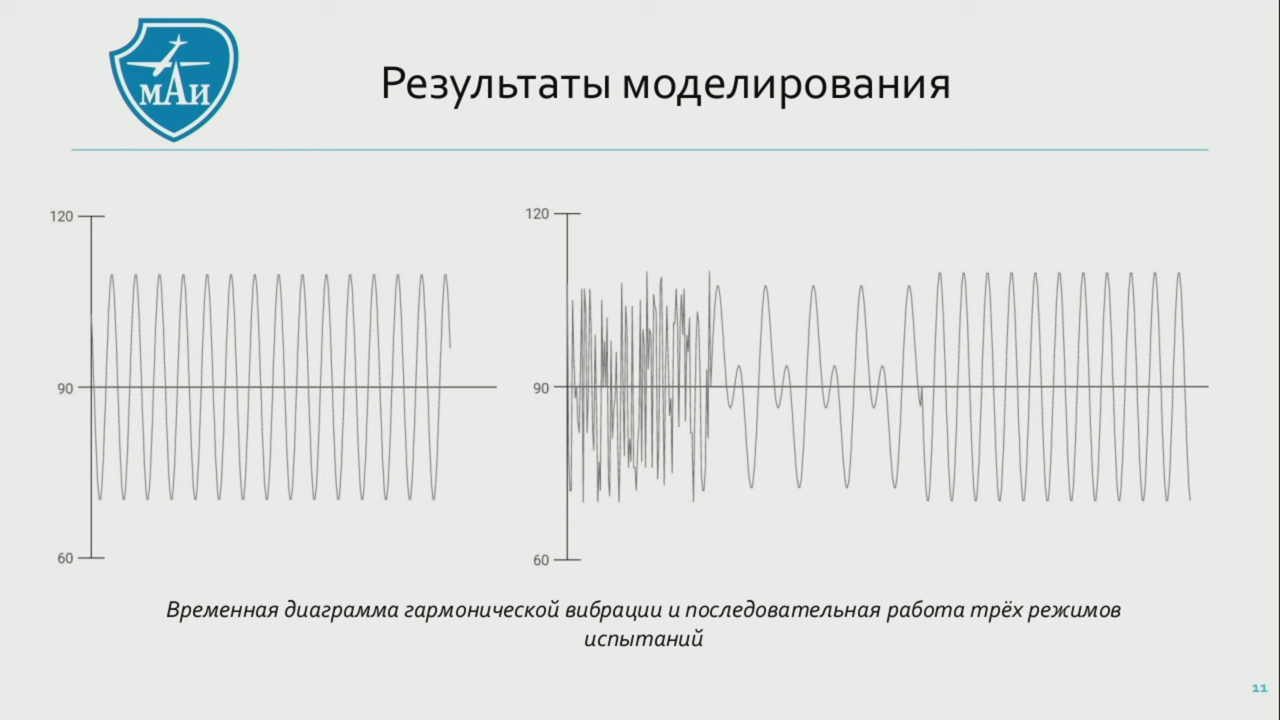 МАИ
Результаты моделирования
120
90
60
120
90
60
Временная диаграмма гармонической вибрации и последовательная работа трёх режимов
испытаний
11